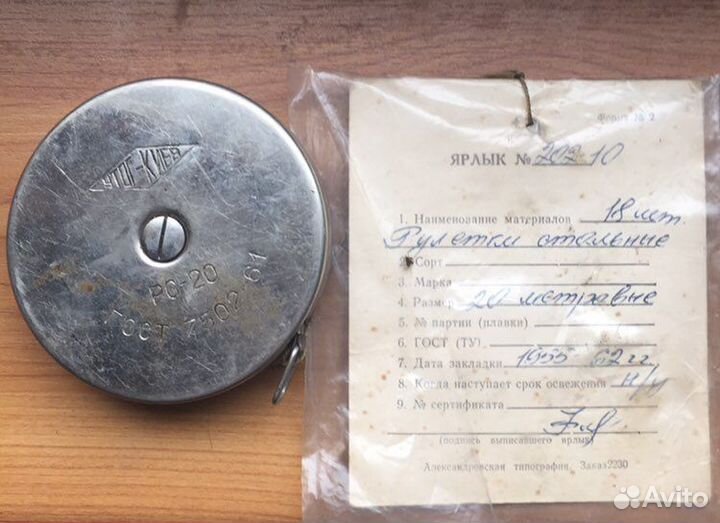 РС-20
ГОСТ 7502-61
Форма № 2
ЯРЛЫК № 202-10
1. Наименование материалов 18 шт.
Рулетки стальные
2. Сорт
3. Марка
4. Размер 20 метровые
5. № партии (плавки)
6. ГОСТ (ТУ)
7. Дата закладки 1955 62 гг.
8. Когда наступает срок освежения
9. № сертификата
(подпись выписавшего ярлык)
Александровская типография. Заказ 2230
Avito